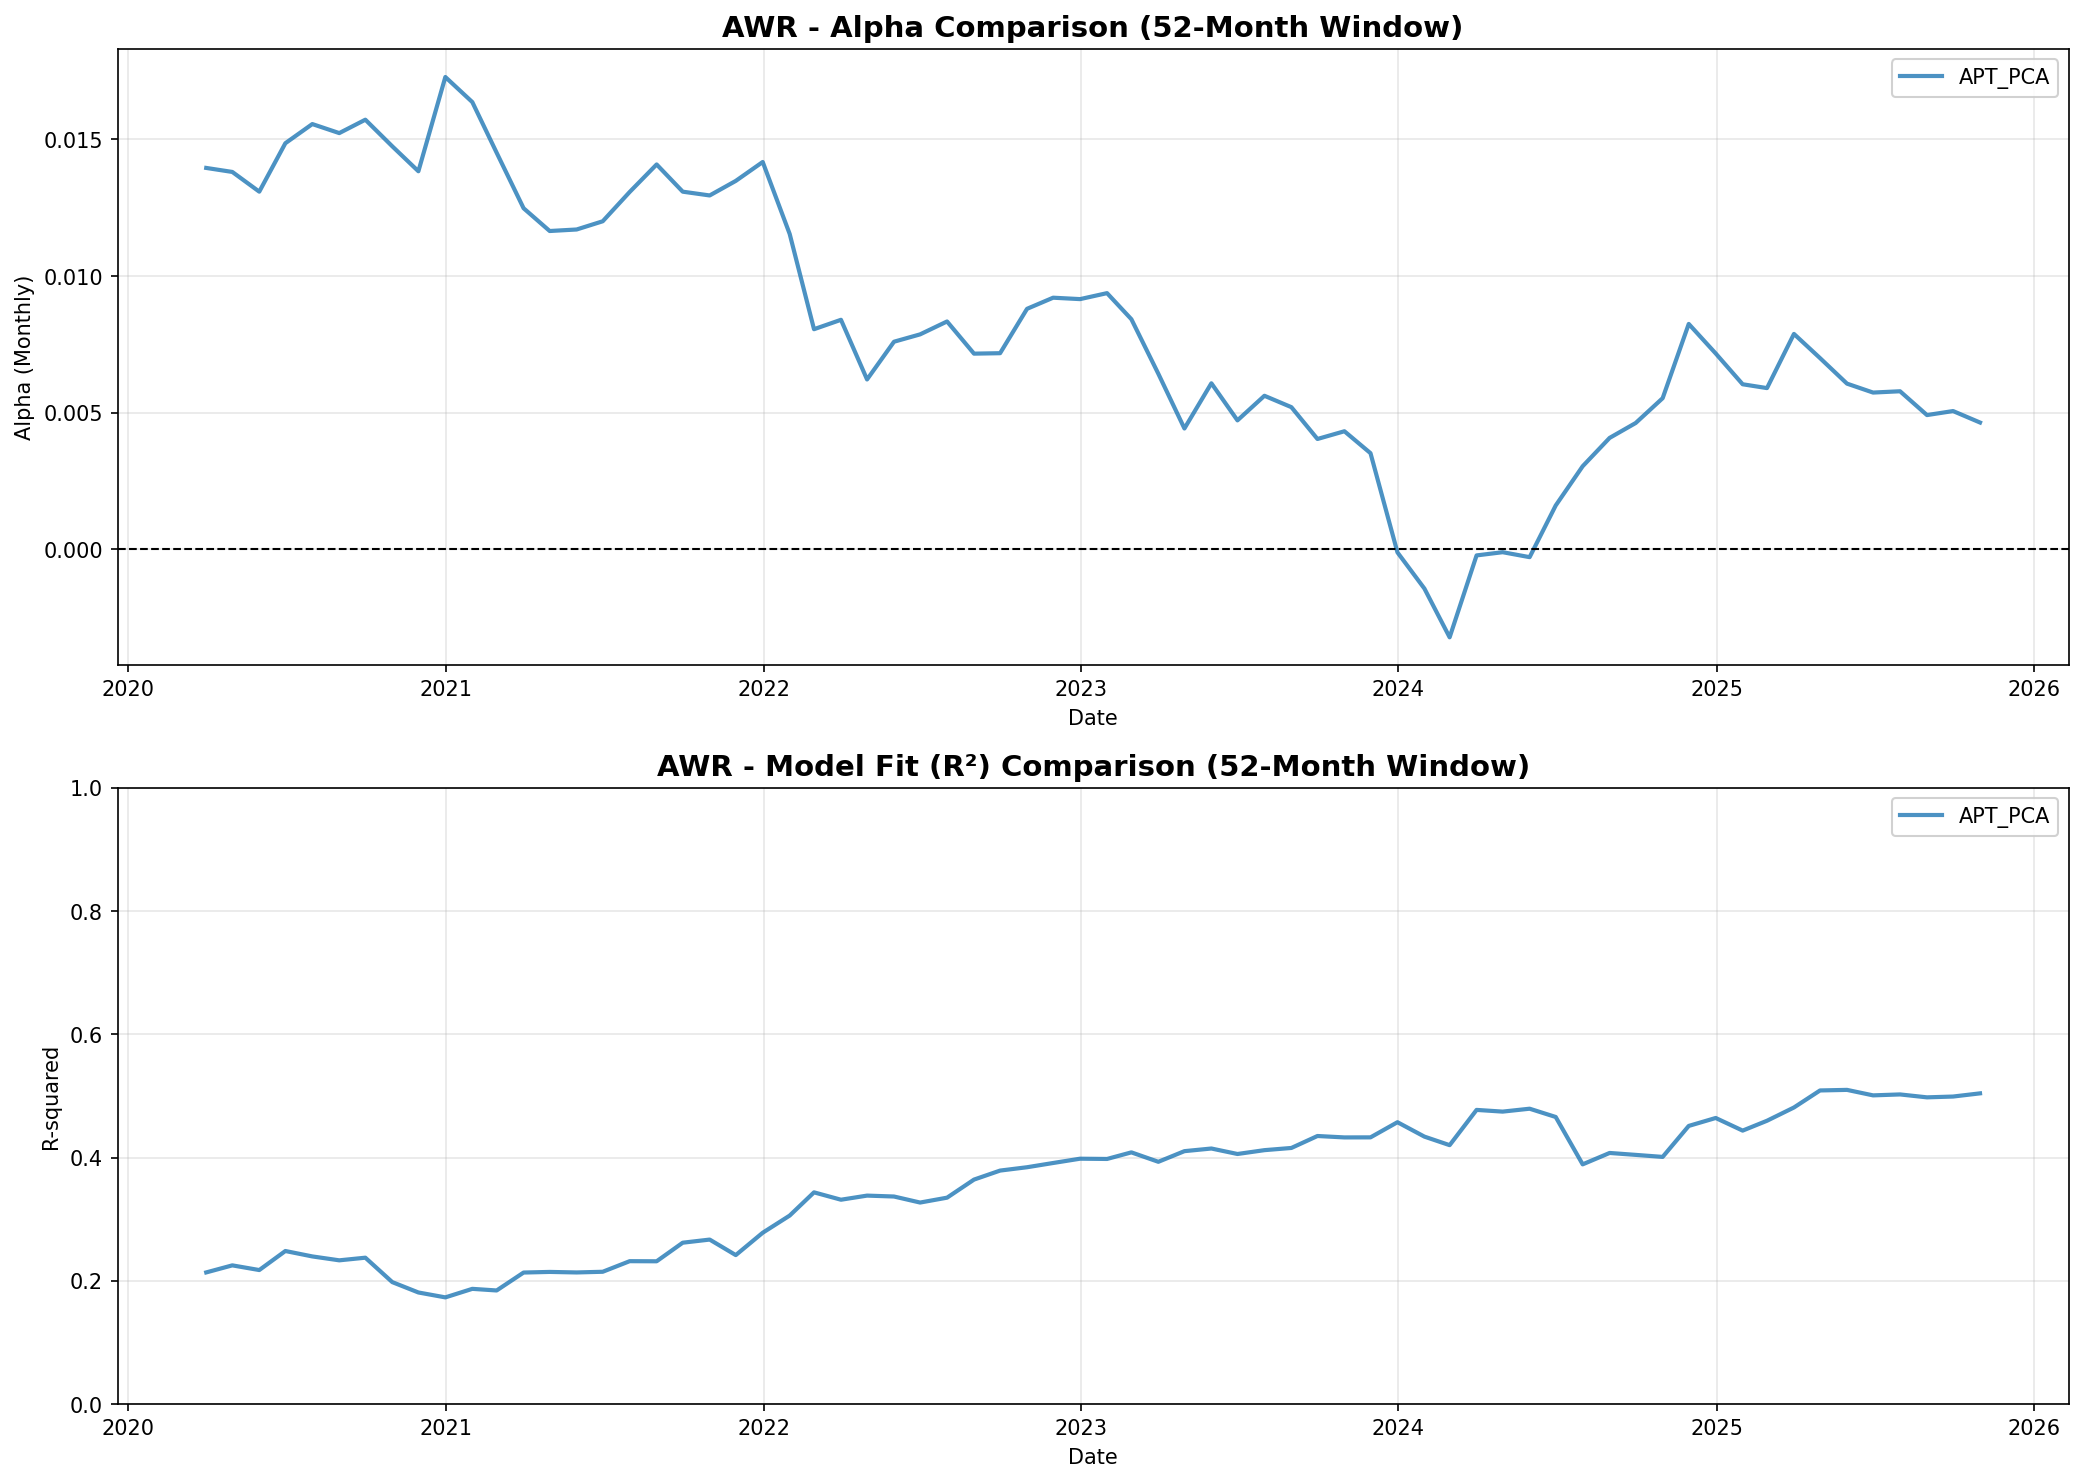 AWR - Alpha Comparison (52-Month Window)
APT_PCA
Alpha (Monthly)
0.015
0.010
0.005
0.000
2020 2021 2022 2023 2024 2025 2026
Date
AWR - Model Fit (R²) Comparison (52-Month Window)
APT_PCA
R-squared
1.0
0.8
0.6
0.4
0.2
0.0
2020 2021 2022 2023 2024 2025 2026
Date